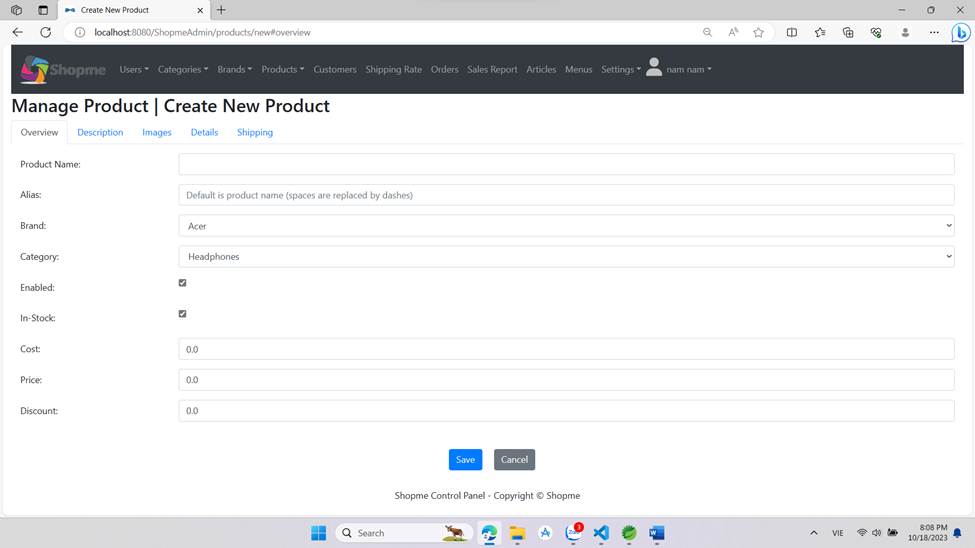 Create New Product
localhost:8080/ShopmeAdmin/products/new#overview
Shopme Users Categories Brands Products Customers Shipping Rate Orders Sales Report Articles Menus Settings nam nam
Manage Product | Create New Product
Overview Description Images Details Shipping
Product Name:
Alias: Default is product name (spaces are replaced by dashes)
Brand: Acer
Category: Headphones
Enabled:
In-Stock:
Cost: 0.0
Price: 0.0
Discount: 0.0
Save Cancel
Shopme Control Panel - Copyright © Shopme
Search 3 VIE 8:08 PM
10/18/2023